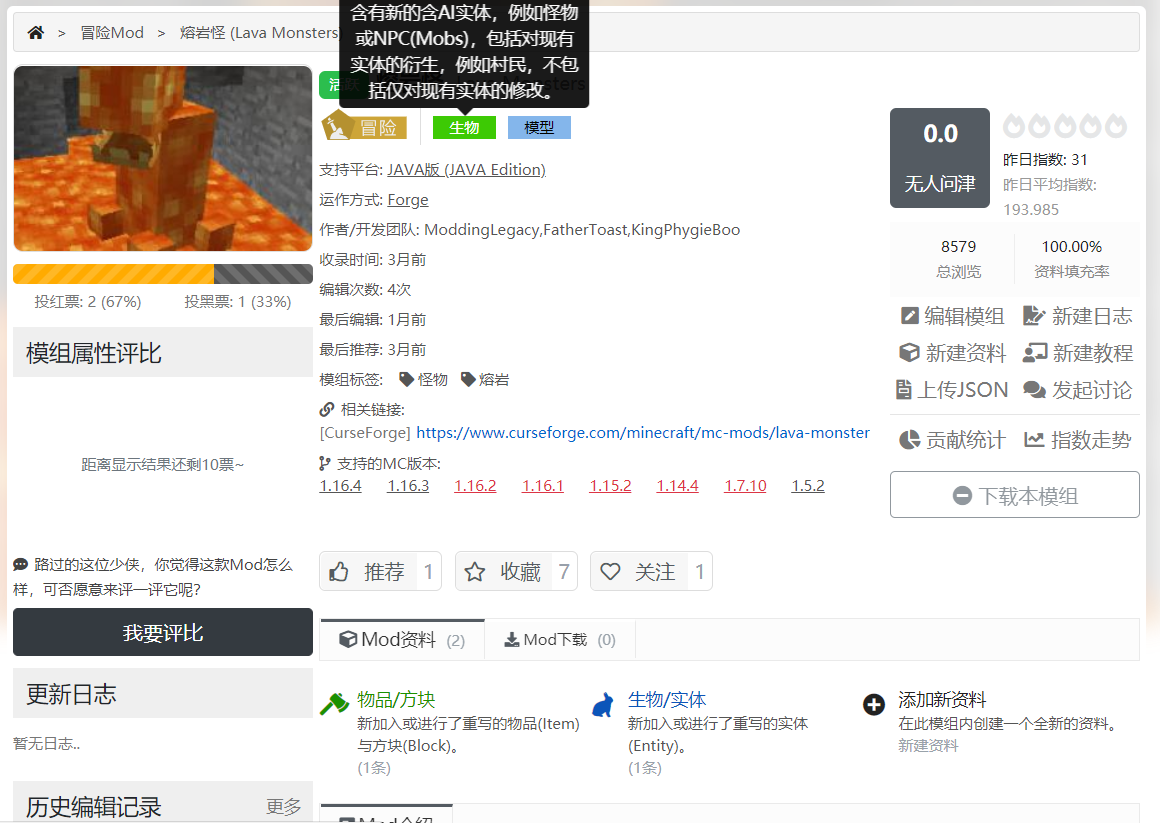 含有新的含AI实体，例如怪物
或NPC(Mobs)，包括对现有
实体的衍生，例如村民，不包
括仅对现有实体的修改。
> 冒险Mod > 熔岩怪 (Lava Monsters)
冒险 生物 模型
支持平台: JAVA版 (JAVA Edition)
运作方式: Forge
作者/开发团队: ModdingLegacy,FatherToast,KingPhygieBoo
收录时间: 3月前
编辑次数: 4次
最后编辑: 1月前
最后推荐: 3月前
模组标签: 怪物 熔岩
相关链接:
[CurseForge] https://www.curseforge.com/minecraft/mc-mods/lava-monster
支持的MC版本:
1.16.4 1.16.3 1.16.2 1.16.1 1.15.2 1.14.4 1.7.10 1.5.2
推荐 1 收藏 7 关注 1
0.0
无人问津
昨日指数: 31
昨日平均指数:
193.985
8579 100.00%
总浏览 资料填充率
编辑模组 新建日志
新建资料 新建教程
上传JSON 发起讨论
贡献统计 指数走势
下载本模组
投红票: 2 (67%) 投黑票: 1 (33%)
模组属性评比
距离显示结果还剩10票~
路过的这位少侠，你觉得这款Mod怎么
样，可否愿意来评一评它呢?
我要评比
更新日志
暂无日志..
历史编辑记录 更多
Mod资料 (2) Mod下载 (0)
物品/方块
新加入或进行了重写的物品(Item)
与方块(Block)。
(1条)
生物/实体
新加入或进行了重写的实体
(Entity)。
(1条)
添加新资料
在此模组内创建一个全新的资料。
新建资料
Mod介绍